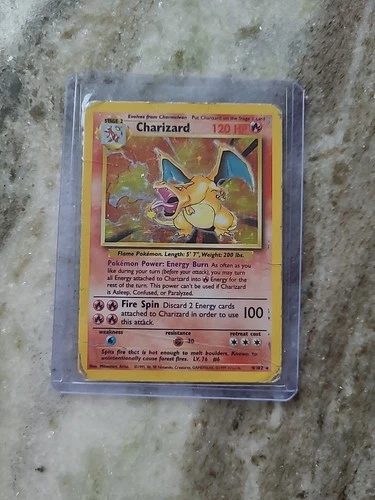 STAGE 2
Evolves from Charmeleon Put Charizard on the Stage 1 card
Charizard 120 HP
Flame Pokémon. Length: 5' 7", Weight: 200 lbs.
Pokémon Power: Energy Burn As often as you
like during your turn (before your attack), you may turn
all Energy attached to Charizard into Energy for the
rest of the turn. This power can't be used if Charizard
is Asleep, Confused, or Paralyzed.
Fire Spin Discard 2 Energy cards
attached to Charizard in order to use
this attack.
100
weakness resistance retreat cost
-30
Spits fire that is hot enough to melt boulders. Known to
unintentionally cause forest fires. LV. 76 #6